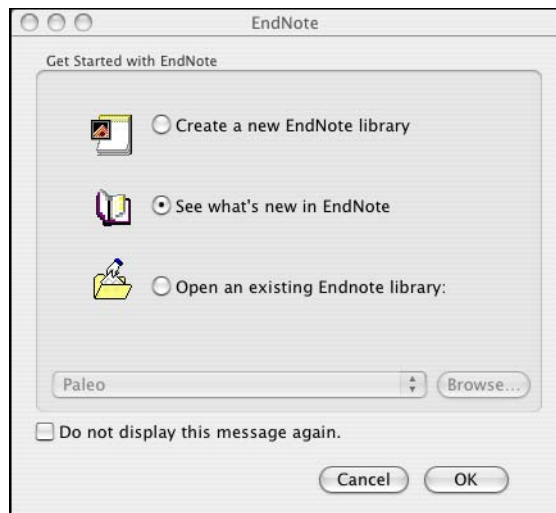 EndNote
Get Started with EndNote
Create a new EndNote library
See what's new in EndNote
Open an existing Endnote library:
Paleo
Browse...
Do not display this message again.
Cancel
OK